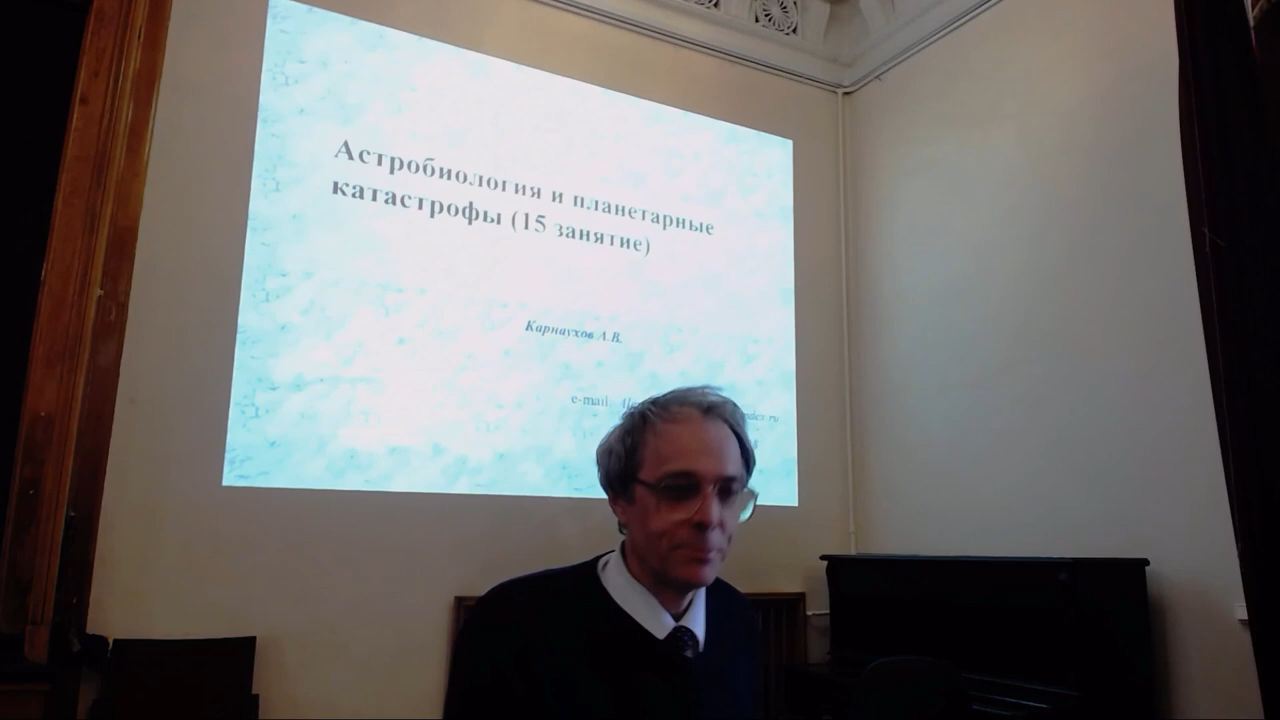 Астробиология и планетарные
катастрофы (15 занятие)
Карнаухов А.В.
e-mail: